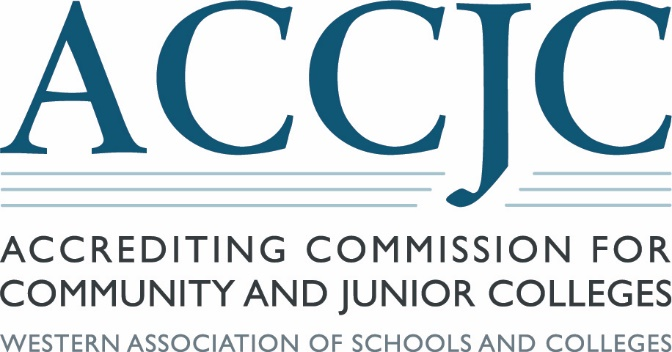 ACCJC
ACCREDITING COMMISSION FOR
COMMUNITY AND JUNIOR COLLEGES
WESTERN ASSOCIATION OF SCHOOLS AND COLLEGES